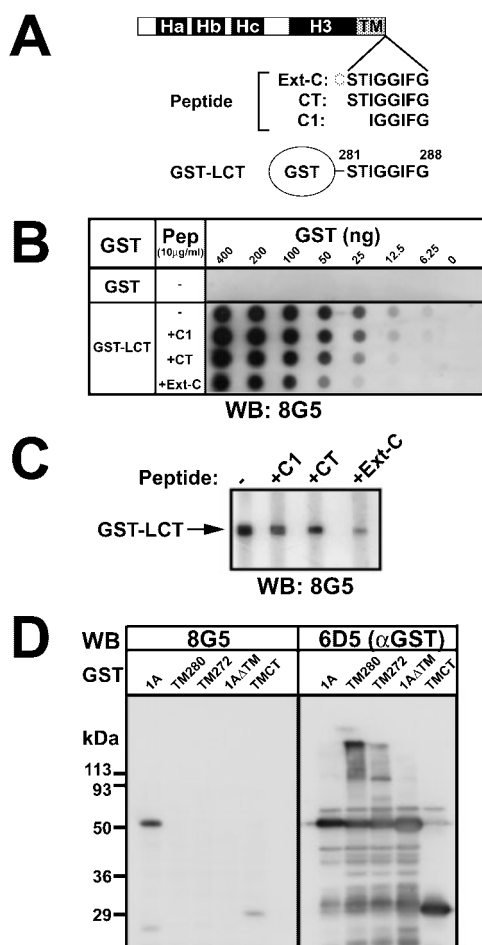 A
Ha Hb Hc H3 TM
Peptide
Ext-C: CSTIGGIFG
CT: STIGGIFG
C1: IGGIFG
281 288
GST-LCT GST -STIGGIFG
B
GST Pep (10μg/ml) GST (ng)
400 200 100 50 25 12.5 6.25 0
GST -
GST-LCT
-
+C1
+CT
+Ext-C
WB: 8G5
C
Peptide: - +C1 +CT +Ext-C
GST-LCT
WB: 8G5
D
WB 8G5 6D5 (αGST)
GST 1A TM280 TM272 1AΔTM TMCT 1A TM280 TM272 1AΔTM TMCT
kDa
113
93
50
36
29